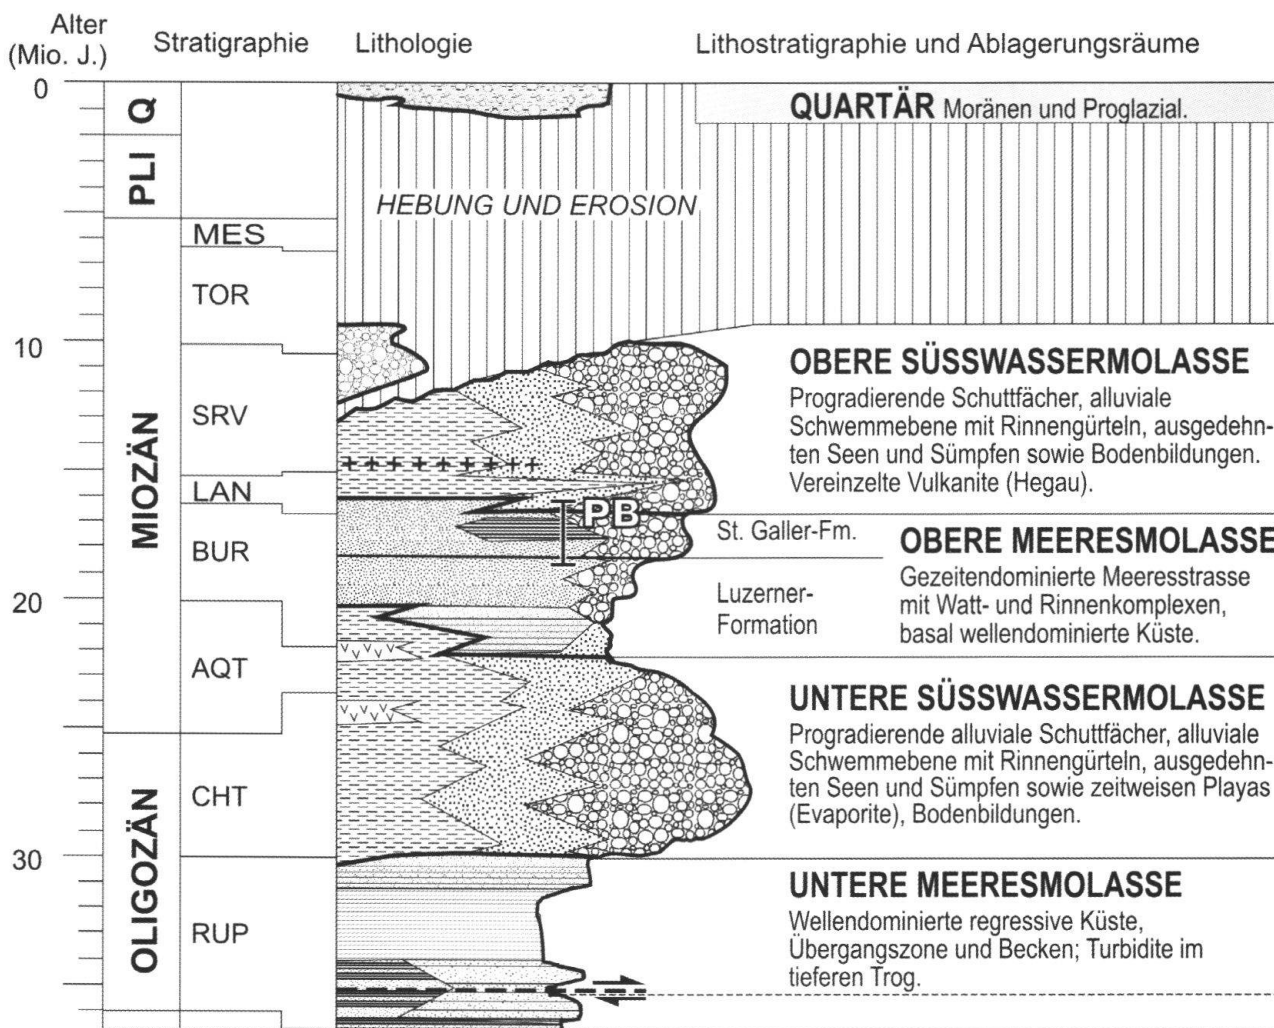 Alter
(Mio. J.)
Stratigraphie
Lithologie
Lithostratigraphie und Ablagerungsräume
0
10
20
30
Q
PLI
MIOZÄN
OLIGOZÄN
MES
TOR
SRV
LAN
BUR
AQT
CHT
RUP
HEBUNG UND EROSION
PB
QUARTÄR Moränen und Proglazial.
OBERE SÜSSWASSERMOLASSE
Progradierende Schuttfächer, alluviale
Schwemmebene mit Rinnengürteln, ausgedehn-
ten Seen und Sümpfen sowie Bodenbildungen.
Vereinzelte Vulkanite (Hegau).
St. Galler-Fm.
Luzerner-
Formation
OBERE MEERESMOLASSE
Gezeitendominierte Meeresstrasse
mit Watt- und Rinnenkomplexen,
basal wellendominierte Küste.
UNTERE SÜSSWASSERMOLASSE
Progradierende alluviale Schuttfächer, alluviale
Schwemmebene mit Rinnengürteln, ausgedehn-
ten Seen und Sümpfen sowie zeitweisen Playas
(Evaporite), Bodenbildungen.
UNTERE MEERESMOLASSE
Wellendominierte regressive Küste,
Übergangszone und Becken; Turbidite im
tieferen Trog.